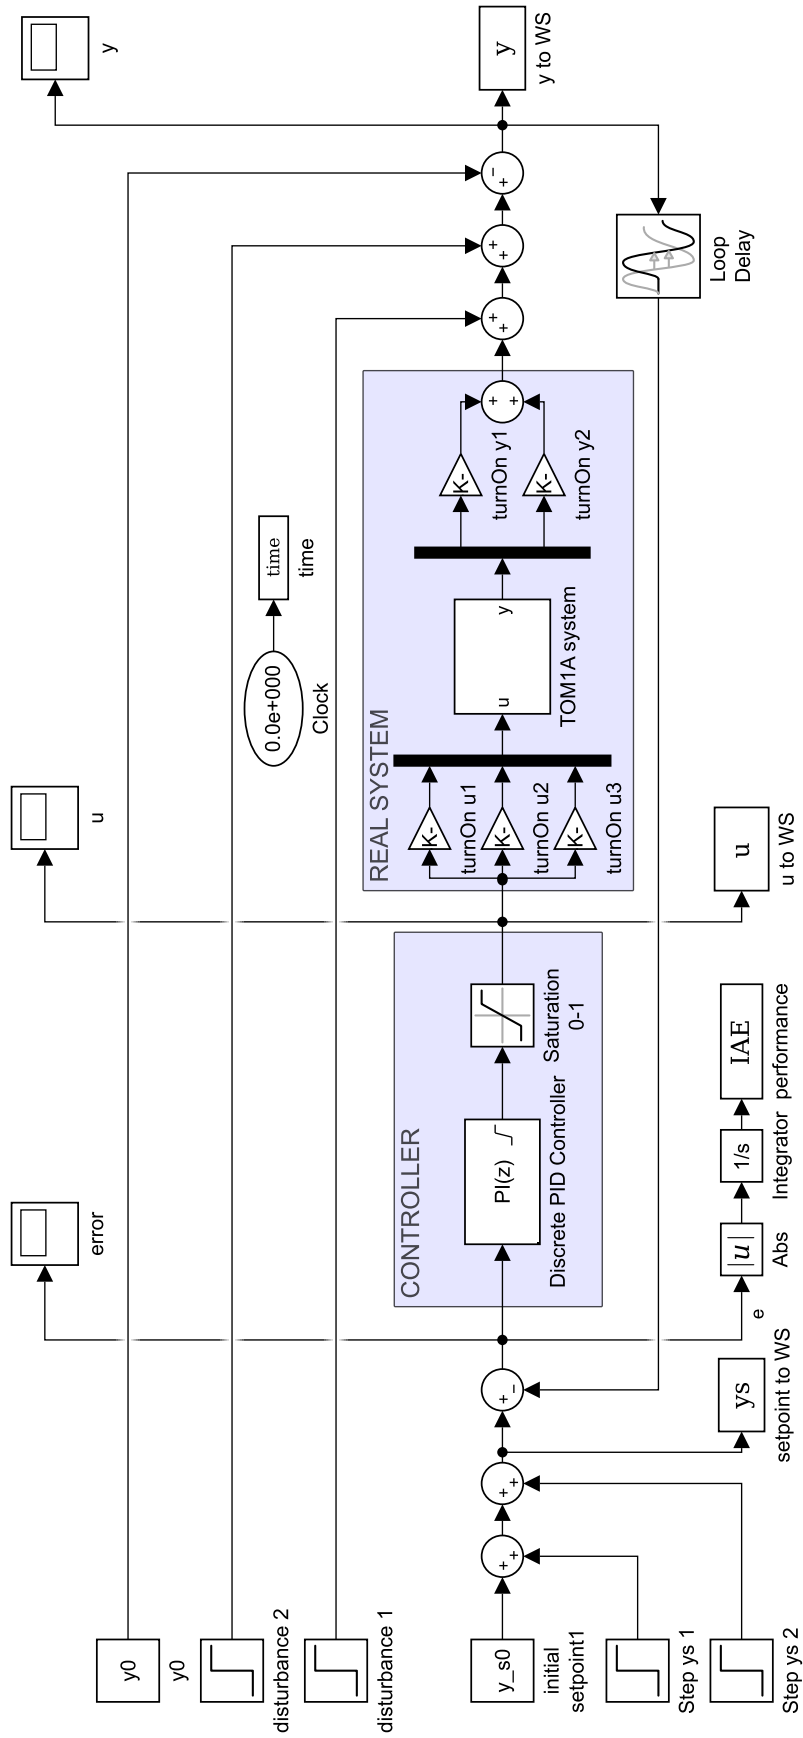 y0
y0
disturbance 2
disturbance 1
y_s0
initial
setpoint1
Step ys 1
Step ys 2
+
+
+
+
+
−
ys
setpoint to WS
error
e
|u|
Abs
1/s
Integrator
IAE
performance
CONTROLLER
PI(z)
Discrete PID Controller
Saturation
0-1
u
u
u to WS
0.0e+000
Clock
time
time
REAL SYSTEM
K-
turnOn u1
K-
turnOn u2
K-
turnOn u3
u
y
TOM1A system
K-
turnOn y1
K-
turnOn y2
+
+
+
+
+
+
+
−
Loop
Delay
y
y
y to WS